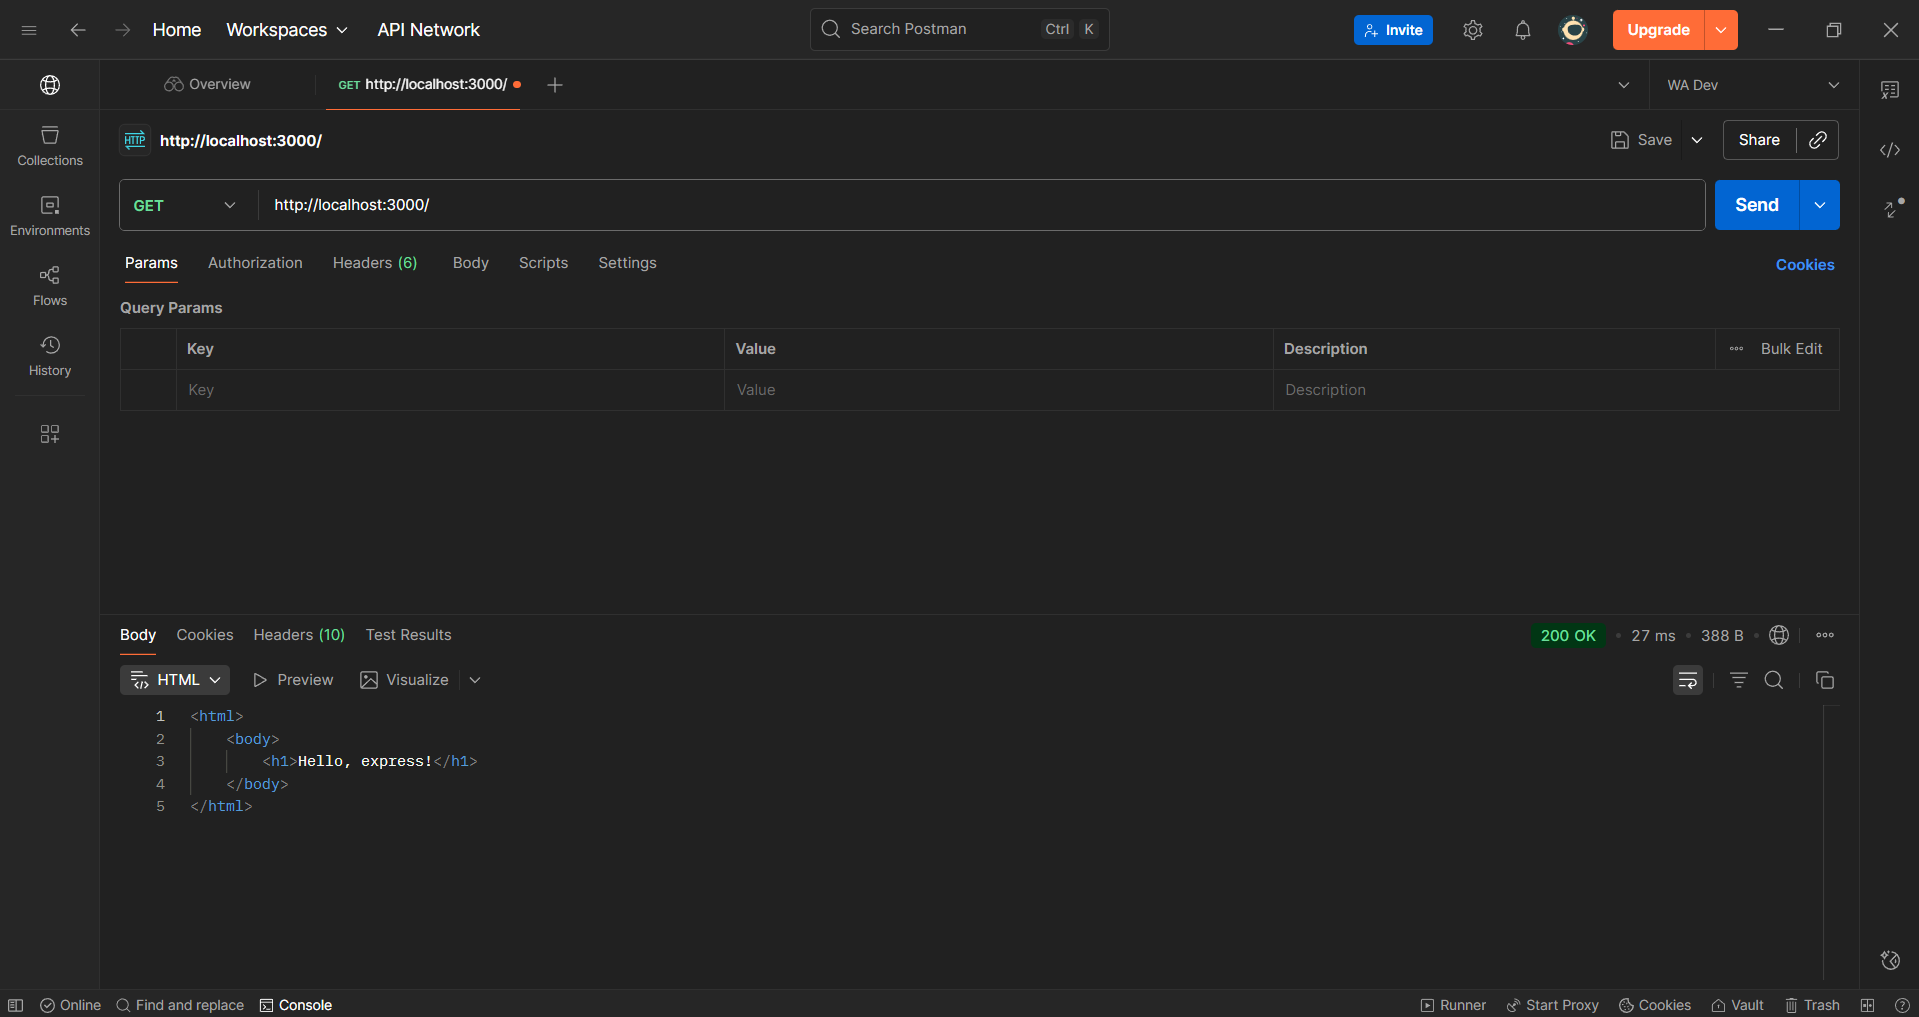 Home Workspaces API Network Search Postman Ctrl K Invite Upgrade
Overview GET http://localhost:3000/ WA Dev
HTTP http://localhost:3000/ Save Share
Collections
GET http://localhost:3000/ Send
Environments
Params Authorization Headers (6) Body Scripts Settings Cookies
Flows
Query Params
Key Value Description Bulk Edit
History
Key Value Description
Body Cookies Headers (10) Test Results 200 OK • 27 ms • 388 B •
HTML Preview Visualize
1 <html>
2 <body>
3 <h1>Hello, express!</h1>
4 </body>
5 </html>
Online Find and replace Console Runner Start Proxy Cookies Vault Trash